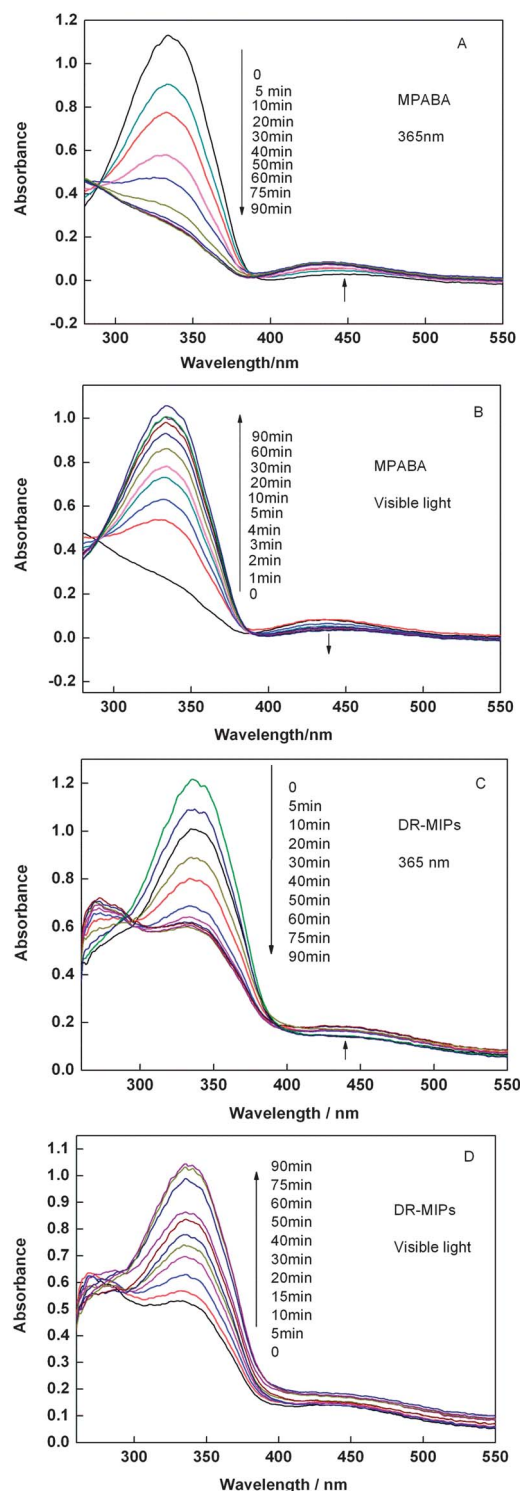 A
1.2
1.0
0.8
0.6
0.4
0.2
0.0
-0.2
Absorbance
0
5 min
10min
20min
30min
40min
50min
60min
75min
90min
MPABA
365nm
300 350 400 450 500 550
Wavelength/nm
B
1.0
0.8
0.6
0.4
0.2
0.0
-0.2
Absorbance
90min
60min
30min
20min
10min
5min
4min
3min
2min
1min
0
MPABA
Visible light
300 350 400 450 500 550
Wavelength/nm
C
1.2
1.0
0.8
0.6
0.4
0.2
0.0
Absorbance
0
5min
10min
20min
30min
40min
50min
60min
75min
90min
DR-MIPs
365 nm
300 350 400 450 500 550
Wavelength / nm
D
1.1
1.0
0.9
0.8
0.7
0.6
0.5
0.4
0.3
0.2
0.1
0.0
Absorbance
90min
75min
60min
50min
40min
30min
20min
15min
10min
5min
0
DR-MIPs
Visible light
300 350 400 450 500 550
Wavelength / nm